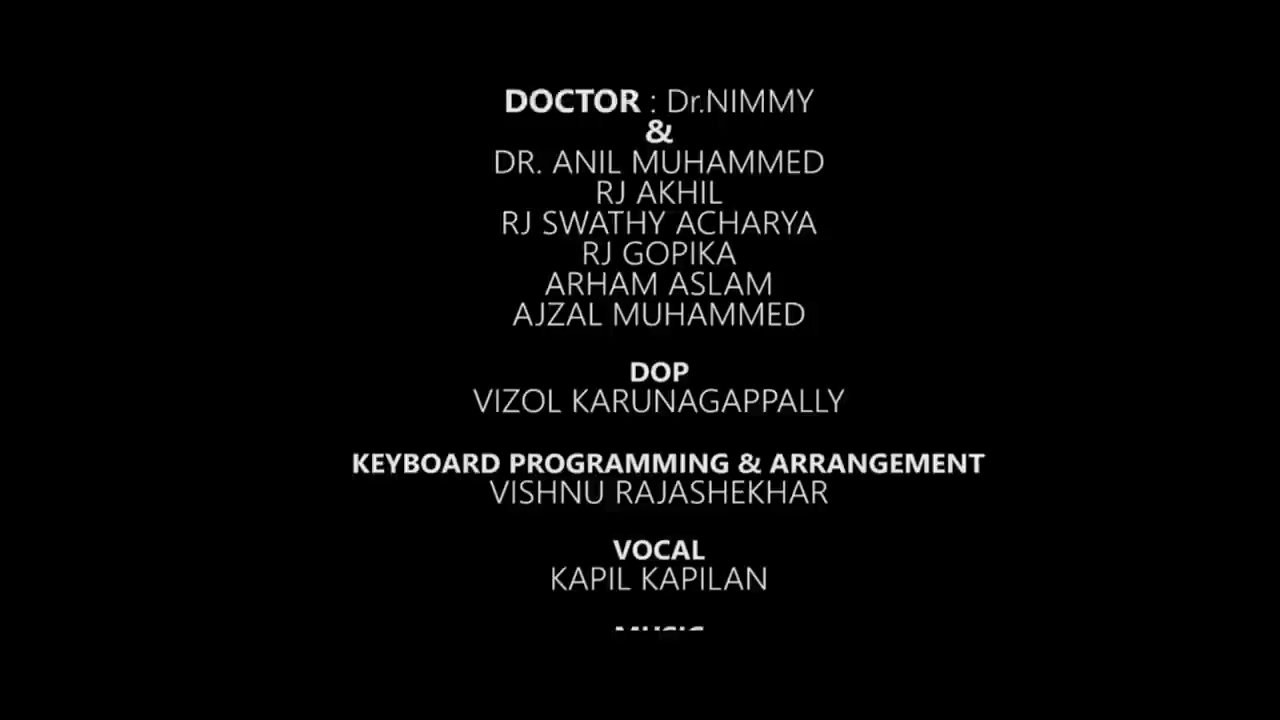 DOCTOR : Dr.NIMMY
&
DR. ANIL MUHAMMED
RJ AKHIL
RJ SWATHY ACHARYA
RJ GOPIKA
ARHAM ASLAM
AJZAL MUHAMMED
DOP
VIZOL KARUNAGAPPALLY
KEYBOARD PROGRAMMING & ARRANGEMENT
VISHNU RAJASHEKHAR
VOCAL
KAPIL KAPILAN
MUSIC